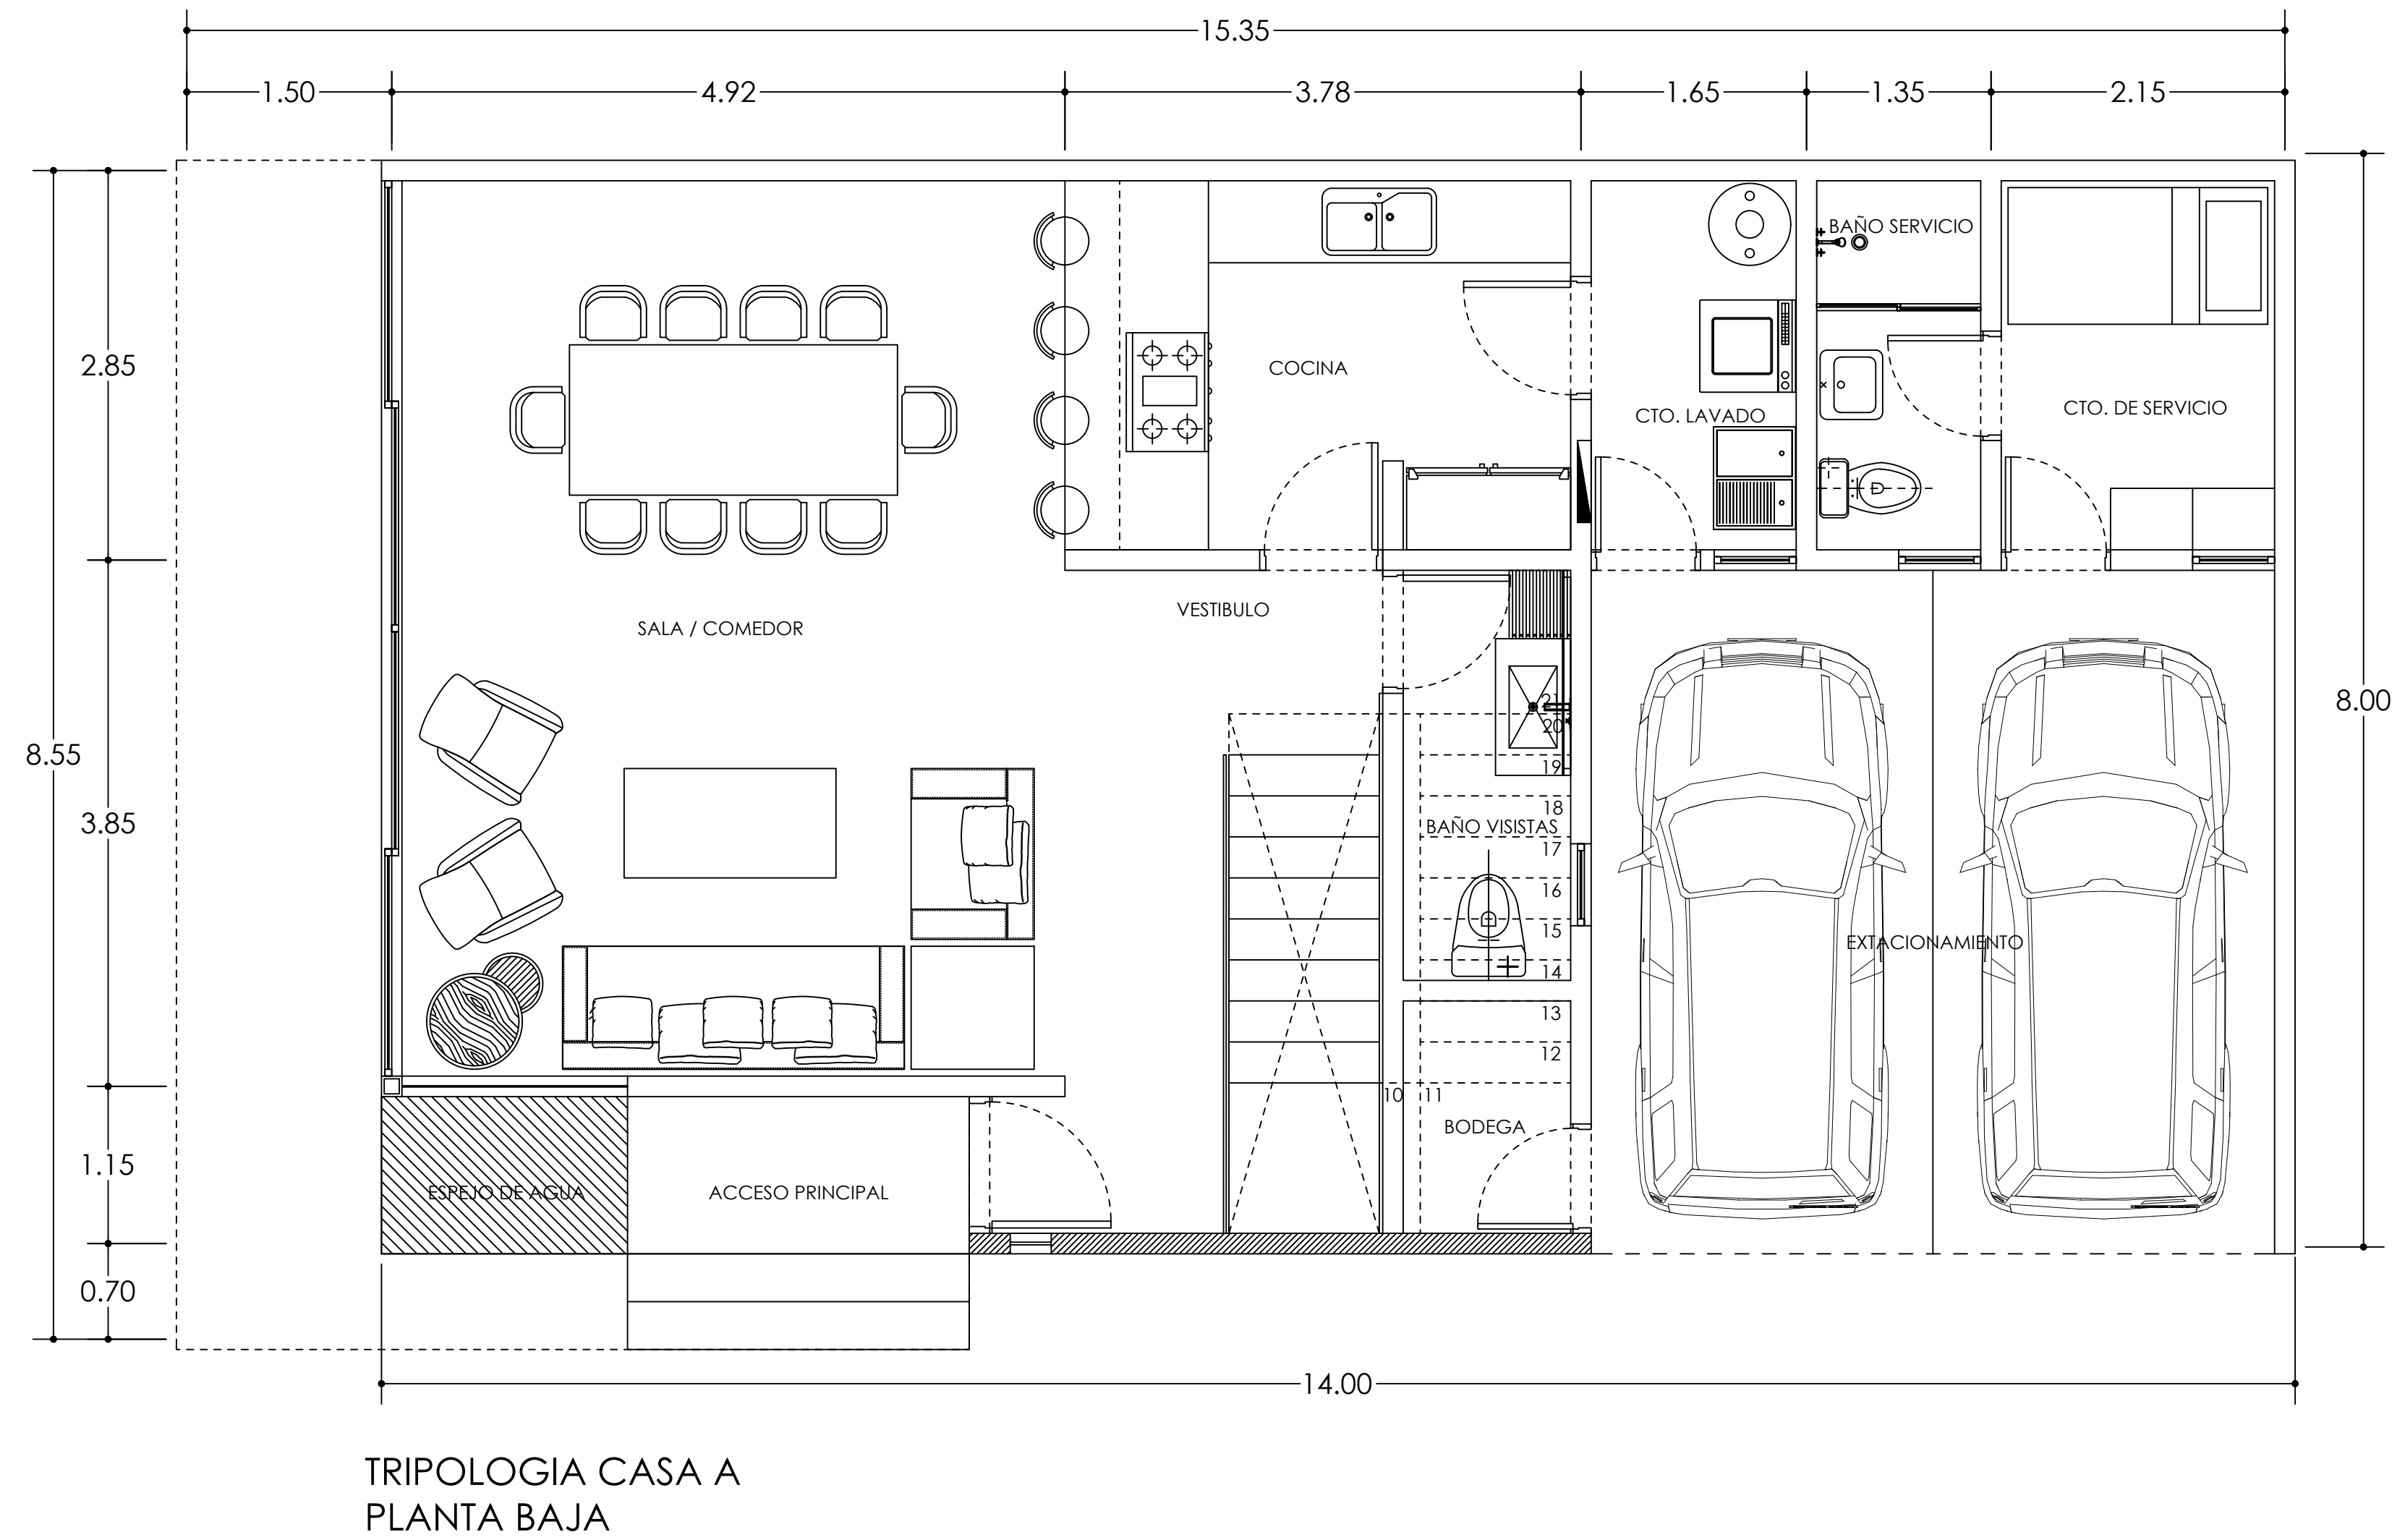 15.35
1.50
4.92
3.78
1.65
1.35
2.15
BAÑO SERVICIO
2.85
COCINA
CTO. LAVADO
CTO. DE SERVICIO
VESTIBULO
SALA / COMEDOR
8.55
8.00
21
20
19
3.85
18
BAÑO VISISTAS
17
16
15
EXTACIONAMIENTO
14
13
12
10
11
BODEGA
1.15
ESPEJO DE AGUA
ACCESO PRINCIPAL
0.70
14.00
TRIPOLOGIA CASA A
PLANTA BAJA